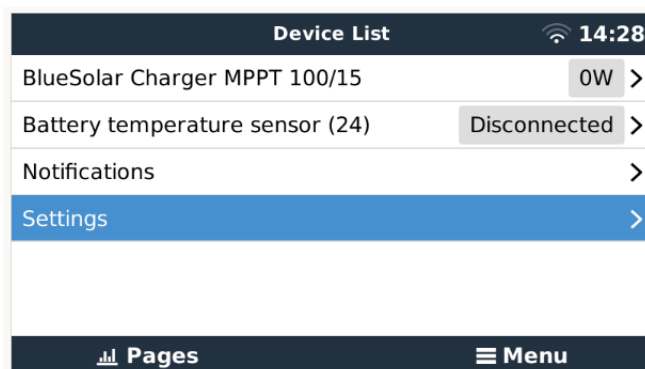 Device List 14:28
BlueSolar Charger MPPT 100/15 0W
Battery temperature sensor (24) Disconnected
Notifications
Settings
Pages Menu